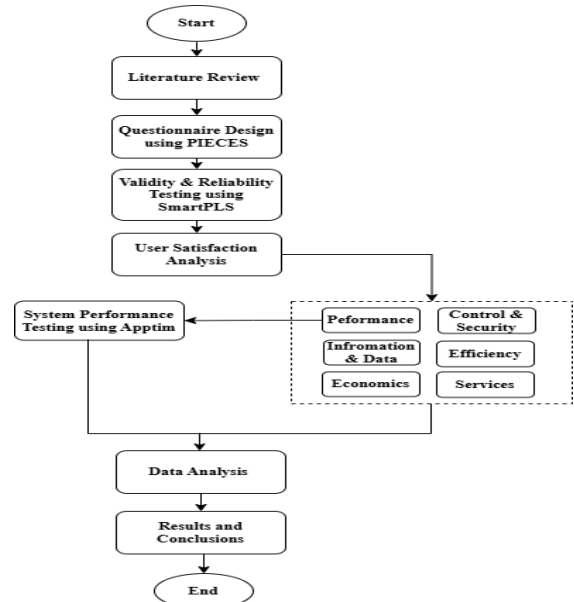 Start
Literature Review
Questionnaire Design
using PIECES
Validity & Reliability
Testing using
SmartPLS
User Satisfaction
Analysis
System Performance
Testing using Apptim
Peformance
Control &
Security
Infromation
& Data
Efficiency
Economics
Services
Data Analysis
Results and
Conclusions
End